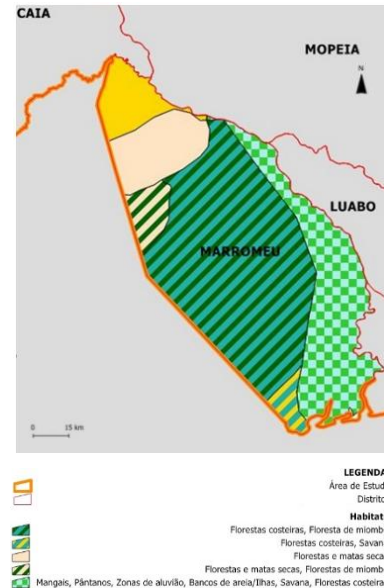 CAIA
MOPEIA
N
LUABO
MARROMEU
0 15 km
LEGENDA
Área de Estud
Distrito
Habitat
Florestas costeiras, Floresta de miomb
Florestas costeiras, Savan
Florestas e matas seca
Florestas e matas secas, Florestas de miomb
Mangais, Pântanos, Zonas de aluvião, Bancos de areia/Ilhas, Savana, Florestas costeira